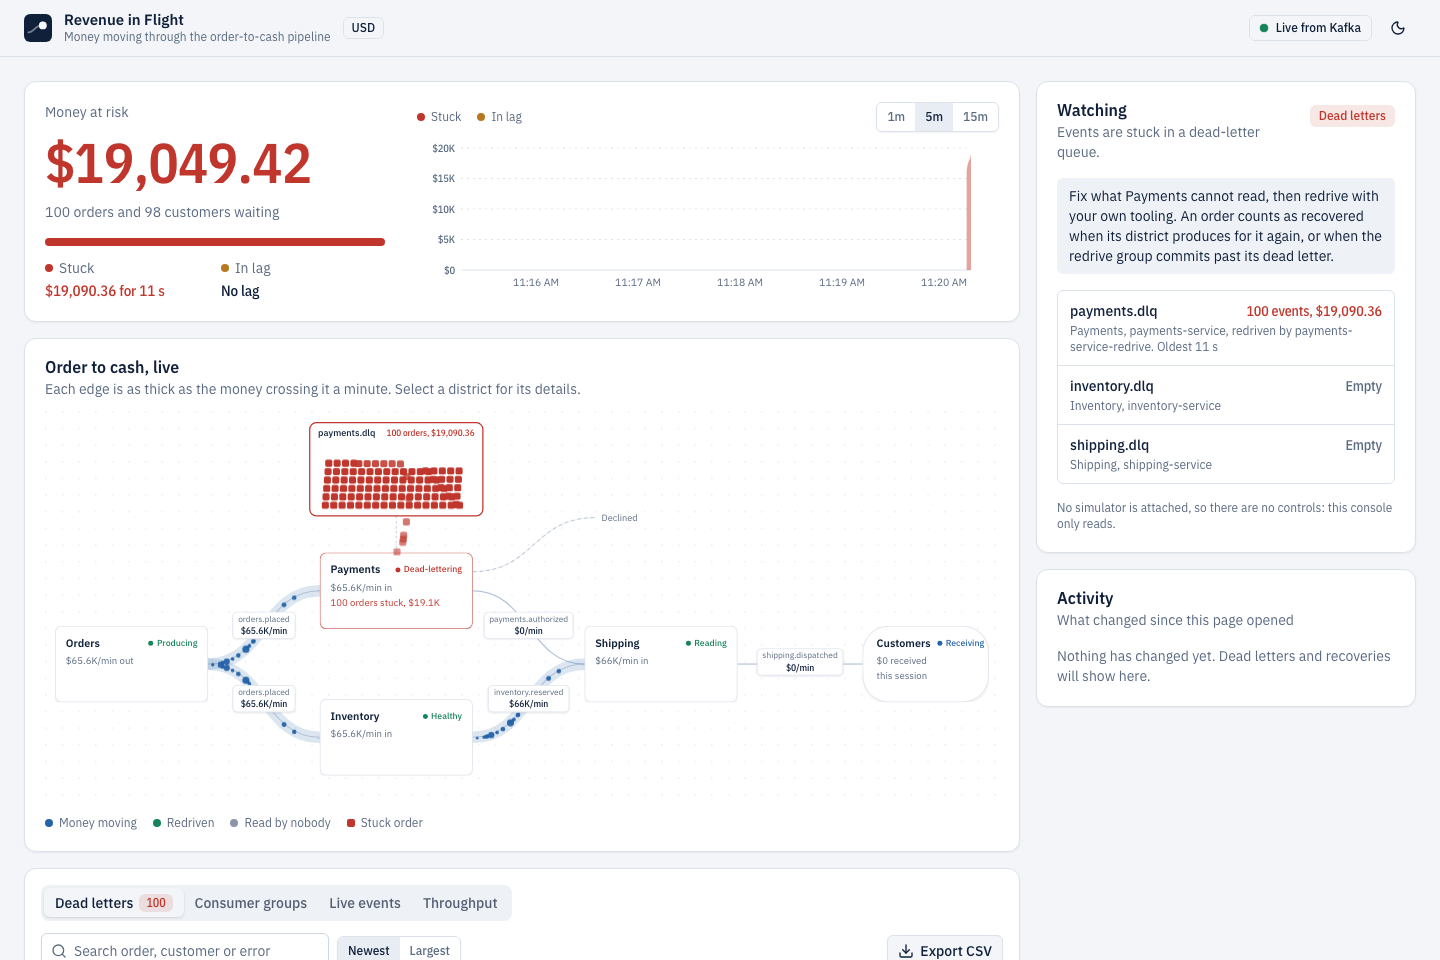 Revenue in Flight
Money moving through the order-to-cash pipeline
USD
Live from Kafka
Money at risk
$19,049.42
100 orders and 98 customers waiting
Stuck
In lag
$19,090.36 for 11 s
No lag
Stuck
In lag
1m
5m
15m
$20K
$15K
$10K
$5K
$0
11:16 AM
11:17 AM
11:18 AM
11:19 AM
11:20 AM
Watching
Dead letters
Events are stuck in a dead-letter
queue.
Fix what Payments cannot read, then redrive with
your own tooling. An order counts as recovered
when its district produces for it again, or when the
redrive group commits past its dead letter.
payments.dlq
100 events, $19,090.36
Payments, payments-service, redriven by payments-
service-redrive. Oldest 11 s
inventory.dlq
Empty
Inventory, inventory-service
shipping.dlq
Empty
Shipping, shipping-service
No simulator is attached, so there are no controls: this console
only reads.
Activity
What changed since this page opened
Nothing has changed yet. Dead letters and recoveries
will show here.
Order to cash, live
Each edge is as thick as the money crossing it a minute. Select a district for its details.
payments.dlq
100 orders, $19,090.36
Declined
Payments
Dead-lettering
$65.6K/min in
100 orders stuck, $19.1K
orders.placed
$65.6K/min
payments.authorized
$0/min
Orders
Producing
$65.6K/min out
Shipping
Reading
$66K/min in
shipping.dispatched
$0/min
Customers
Receiving
$0 received
this session
orders.placed
$65.6K/min
inventory.reserved
$66K/min
Inventory
Healthy
$65.6K/min in
Money moving
Redriven
Read by nobody
Stuck order
Dead letters
100
Consumer groups
Live events
Throughput
Search order, customer or error
Newest
Largest
Export CSV